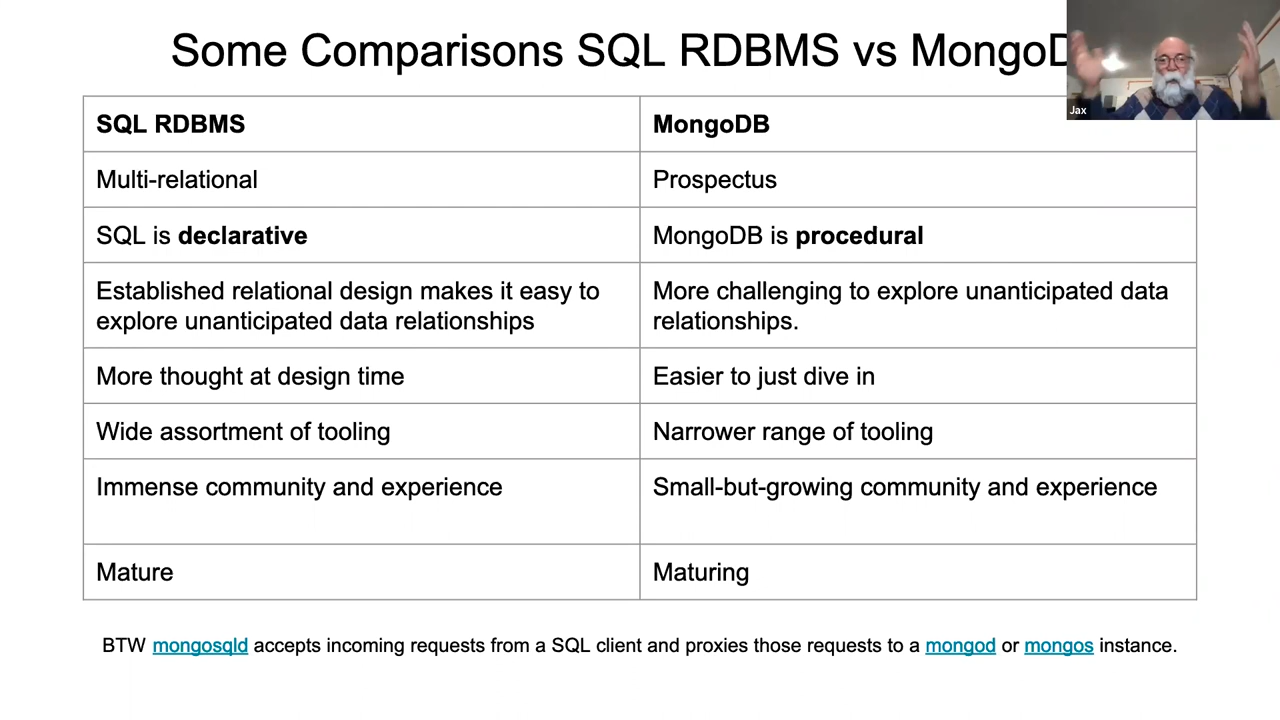 Some Comparisons SQL RDBMS vs MongoD
Jax
SQL RDBMS
MongoDB
Multi-relational
Prospectus
SQL is declarative
MongoDB is procedural
Established relational design makes it easy to
explore unanticipated data relationships
More challenging to explore unanticipated data
relationships.
More thought at design time
Easier to just dive in
Wide assortment of tooling
Narrower range of tooling
Immense community and experience
Small-but-growing community and experience
Mature
Maturing
BTW mongosqld accepts incoming requests from a SQL client and proxies those requests to a mongod or mongos instance.